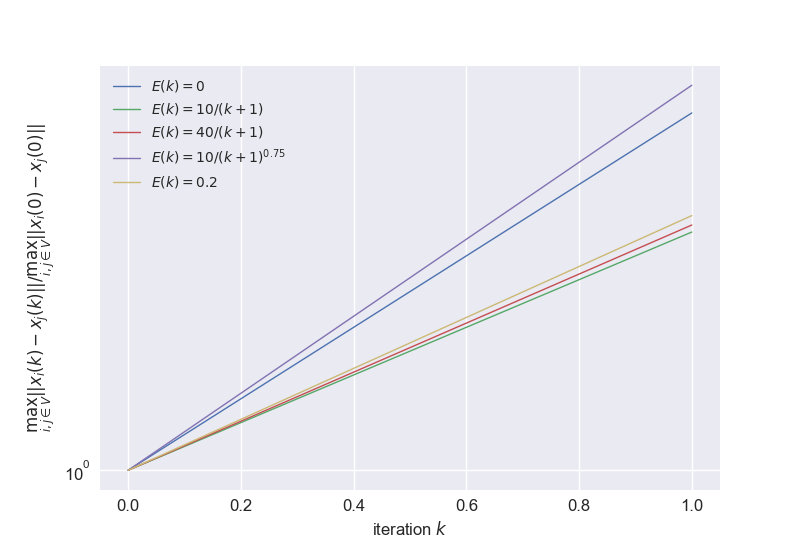 E(k) = 0
E(k) = 10/(k + 1)
E(k) = 40/(k + 1)
E(k) = 10/(k + 1)^0.75
E(k) = 0.2
max_{i,j∈V} ||x_i(k) − x_j(k)||/max_{i,j∈V} ||x_i(0) − x_j(0)||
10^0
0.0 0.2 0.4 0.6 0.8 1.0
iteration k